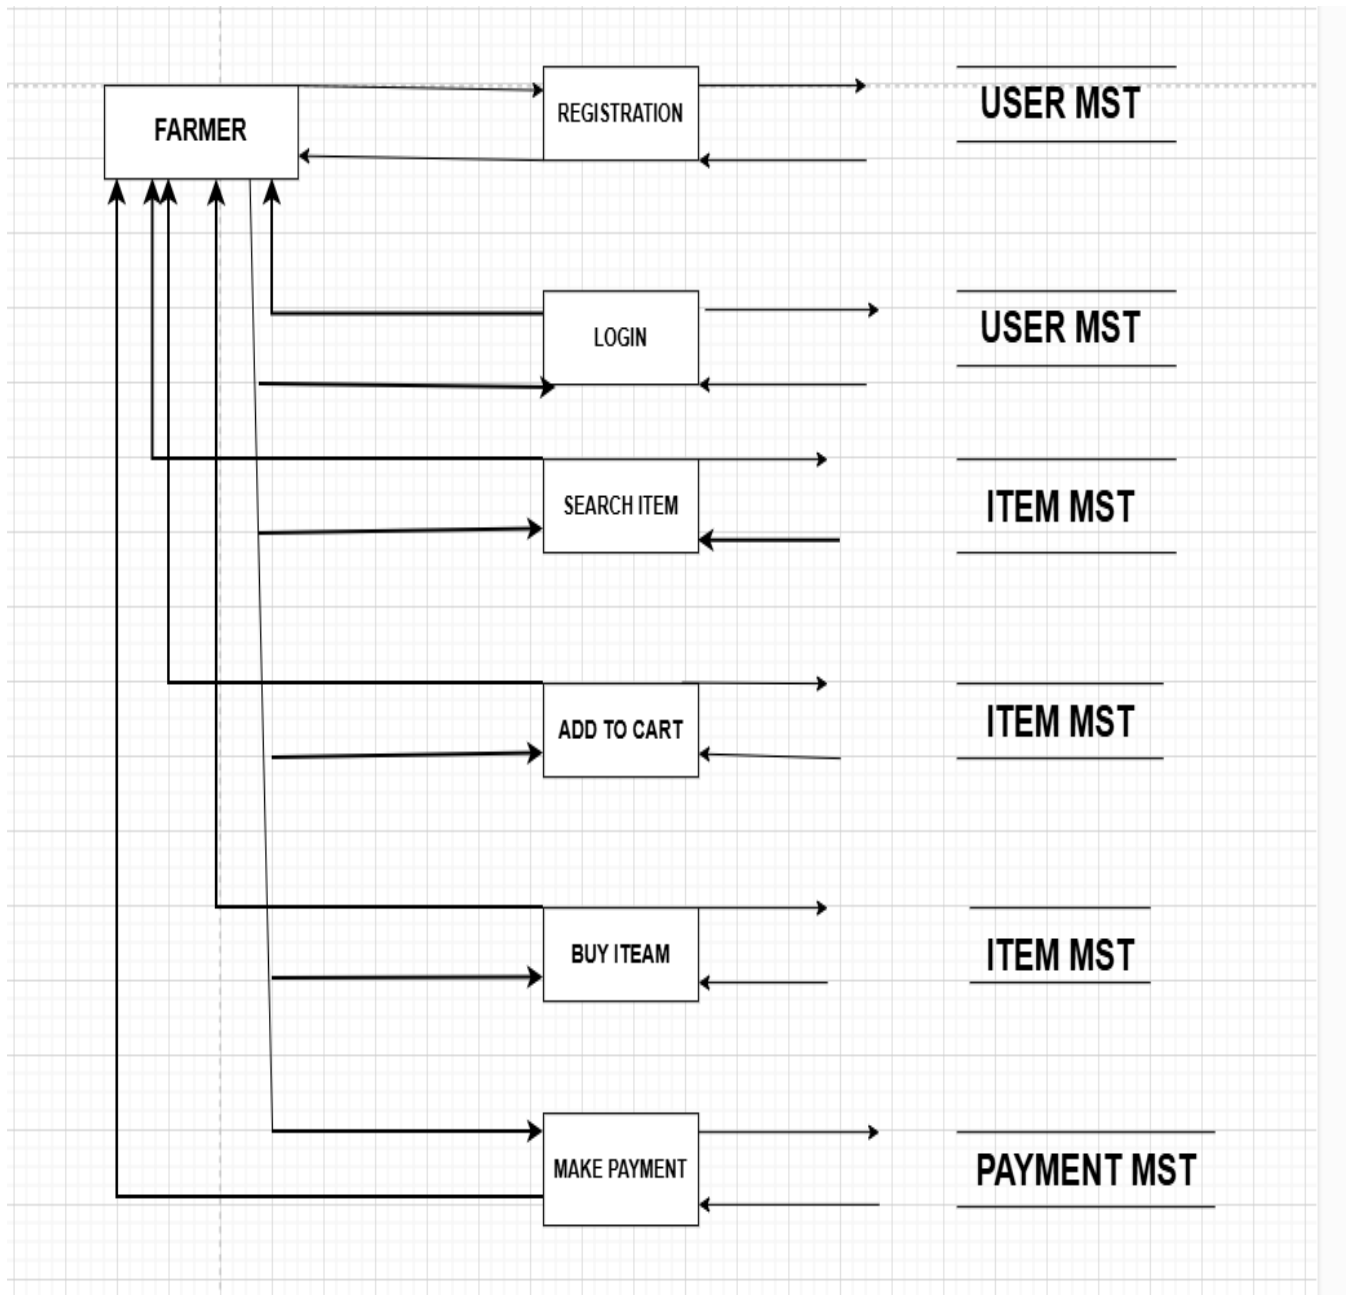 FARMER
REGISTRATION
USER MST
LOGIN
USER MST
SEARCH ITEM
ITEM MST
ADD TO CART
ITEM MST
BUY ITEAM
ITEM MST
MAKE PAYMENT
PAYMENT MST